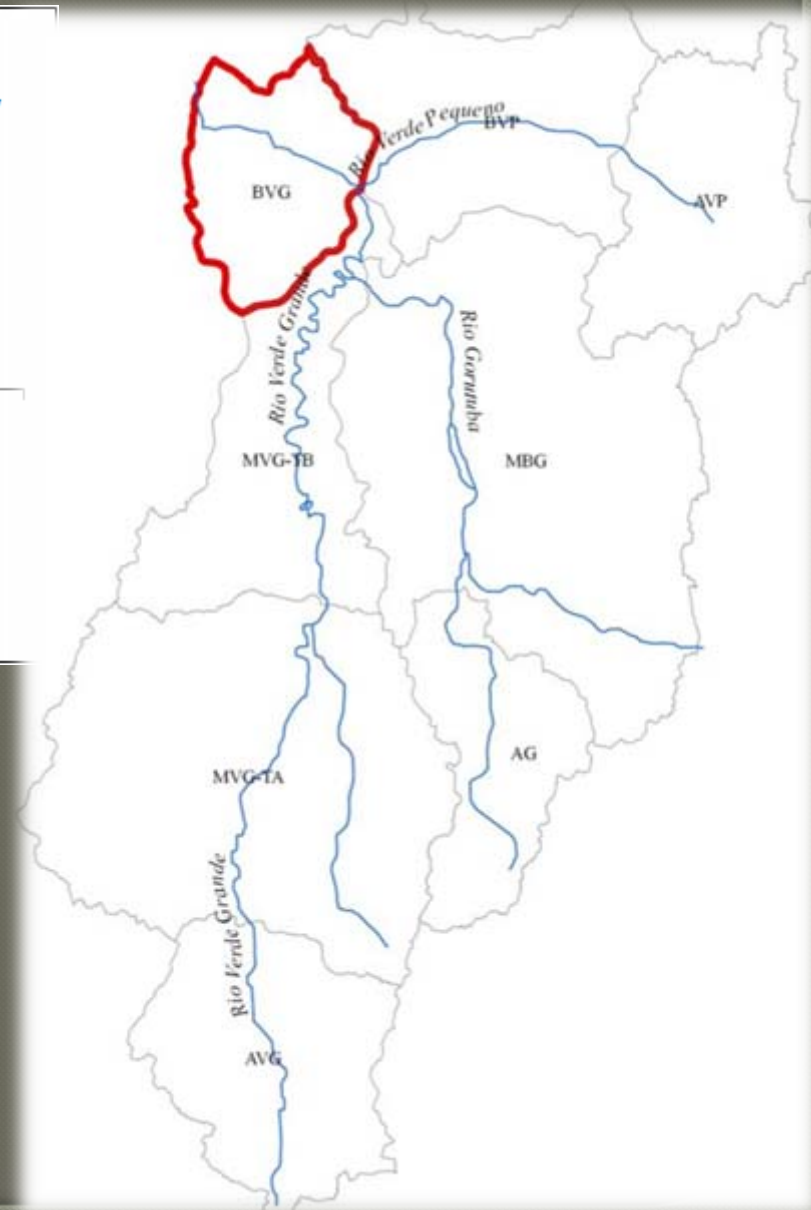 Rio Verde Pequeno
BVP
AVP
BVG
Rio Verde Grande
Rio Gorutuba
MVG-TB
MBG
AG
MVG-TA
Rio Verde Grande
AVG